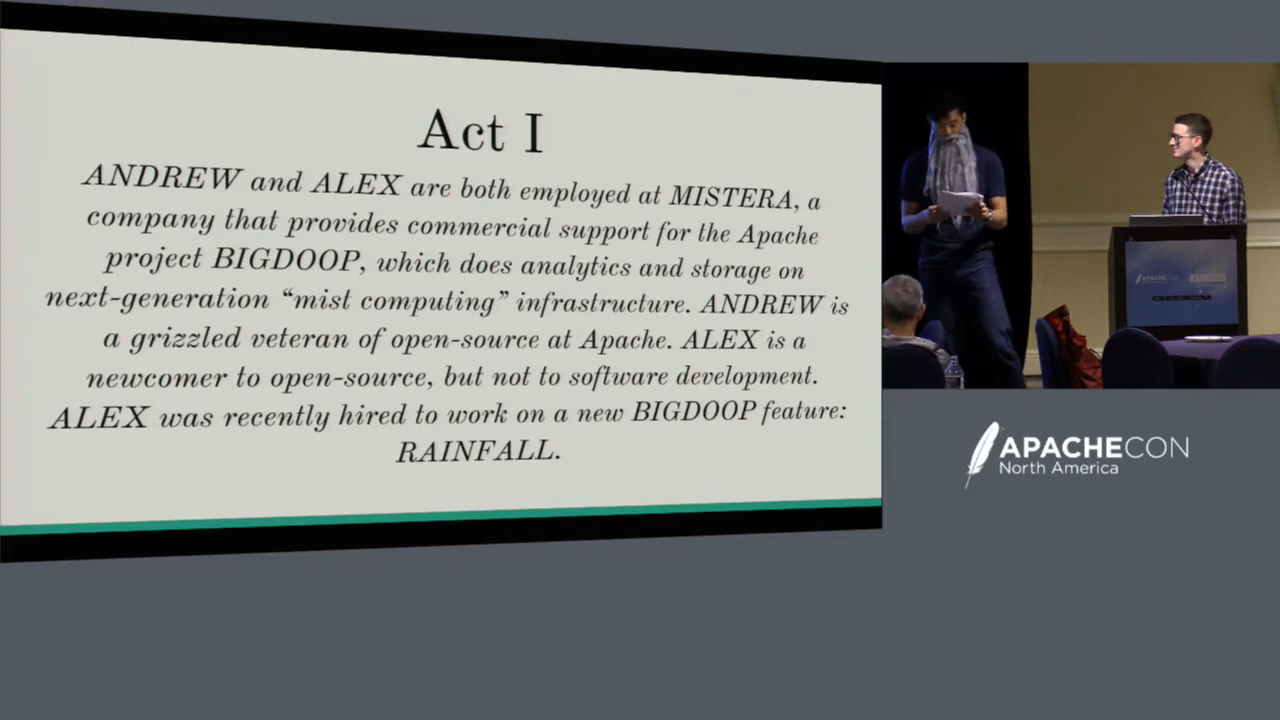 Act I
ANDREW and ALEX are both employed at MISTERA, a
company that provides commercial support for the Apache
project BIGDOOP, which does analytics and storage on
next-generation “mist computing” infrastructure. ANDREW is
a grizzled veteran of open-source at Apache. ALEX is a
newcomer to open-source, but not to software development.
ALEX was recently hired to work on a new BIGDOOP feature:
RAINFALL.
APACHECON
North America
APACHECON